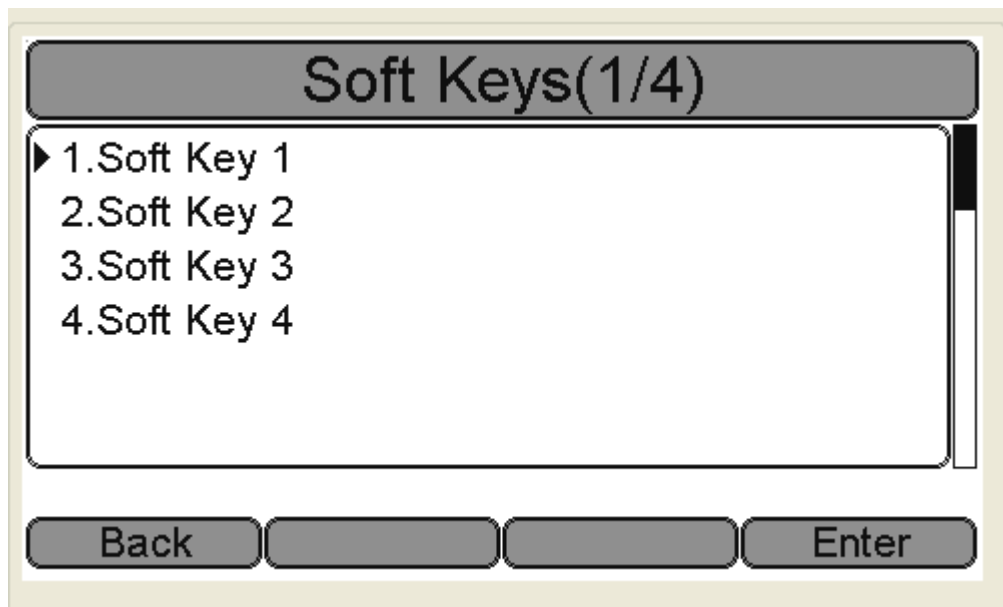 Soft Keys(1/4)
1.Soft Key 1
2.Soft Key 2
3.Soft Key 3
4.Soft Key 4
Back Enter